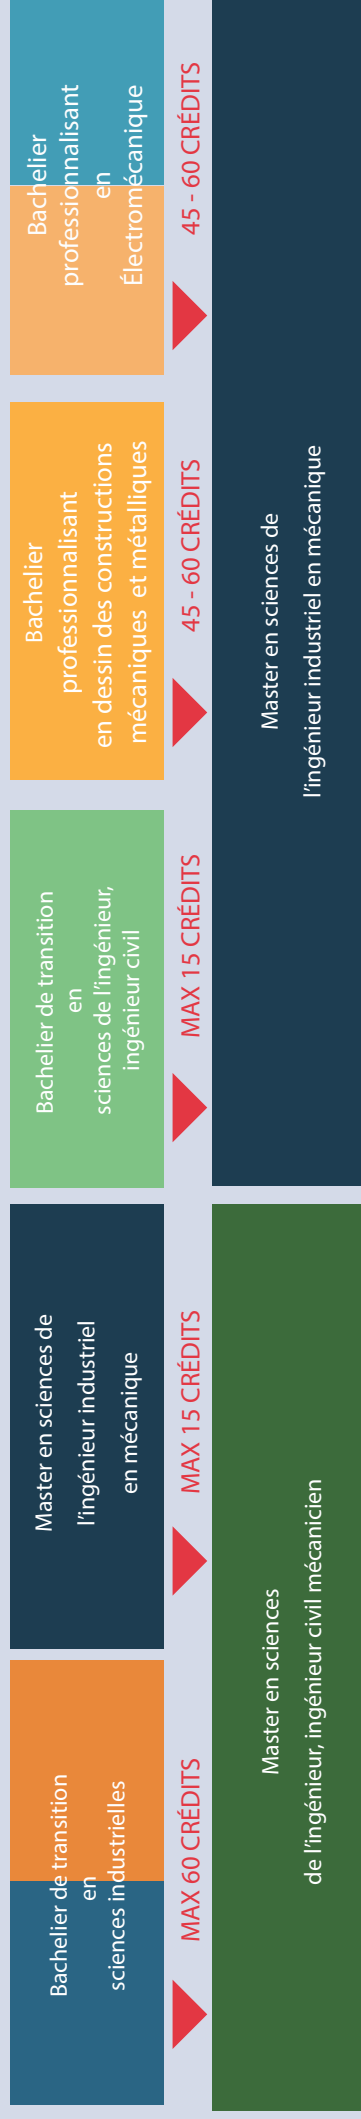 Bachelier de transition
en
sciences industrielles
MAX 60 CRÉDITS
Master en sciences de
l'ingénieur industriel
en mécanique
MAX 15 CRÉDITS
Master en sciences
de l'ingénieur, ingénieur civil mécanicien
Bachelier de transition
en
sciences de l'ingénieur,
ingénieur civil
MAX 15 CRÉDITS
Bachelier
professionnalisant
en dessin des constructions
mécaniques et métalliques
45 - 60 CRÉDITS
Bachelier
professionnalisant
en
Électromécanique
45 - 60 CRÉDITS
Master en sciences de
l'ingénieur industriel en mécanique